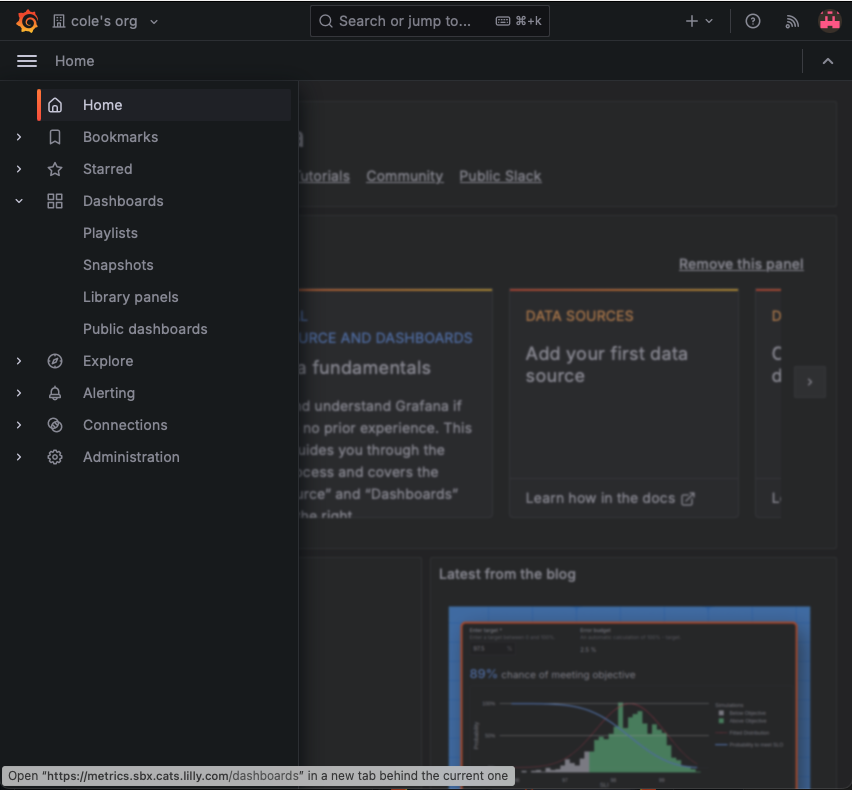 cole's org
Search or jump to...
⌘+k
Home
Home
Bookmarks
Starred
Dashboards
Playlists
Snapshots
Library panels
Public dashboards
Explore
Alerting
Connections
Administration
Community
Public Slack
Remove this panel
URCE AND DASHBOARDS
a fundamentals
d understand Grafana if
no prior experience. This
uides you through the
ocess and covers the
urce" and "Dashboards"
the right.
DATA SOURCES
Add your first data
source
Learn how in the docs
Latest from the blog
89% chance of meeting objective
Open "https://metrics.sbx.cats.lilly.com/dashboards" in a new tab behind the current one